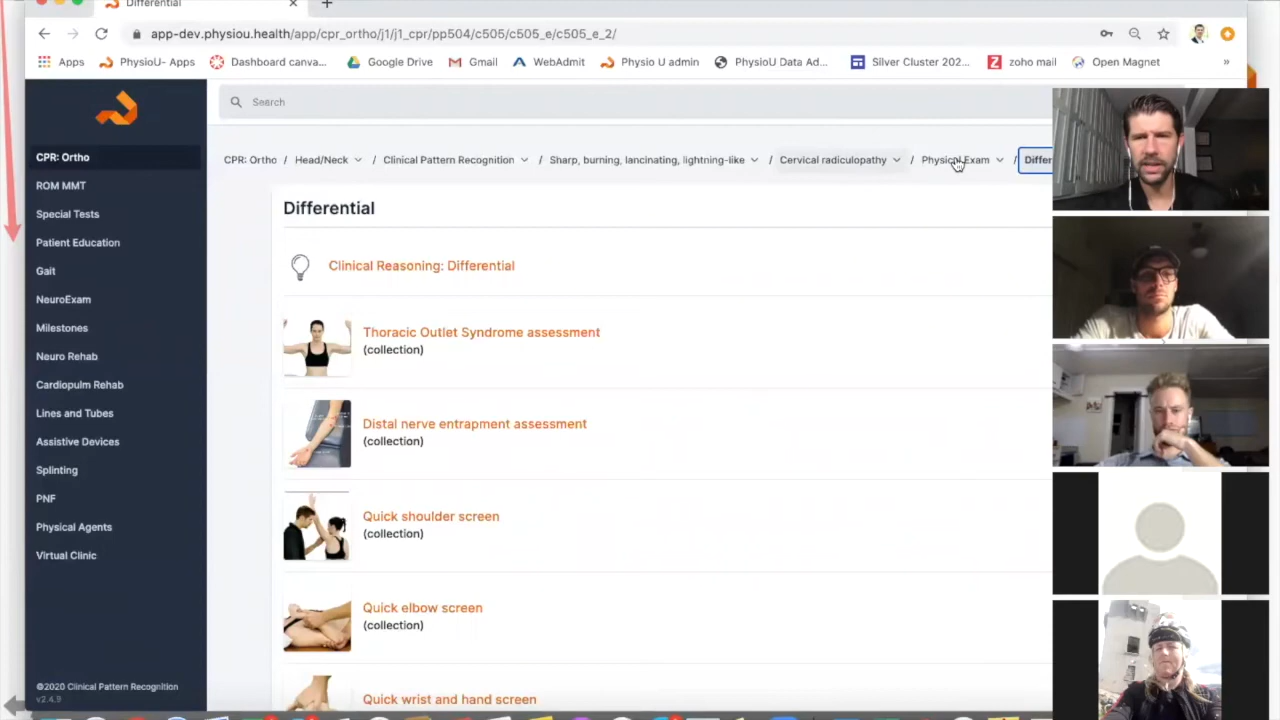 Differential
app-dev.physiou.health/app/cpr_ortho/j1/j1_cpr/pp504/c505/c505_e/c505_e_2/
Apps PhysioU- Apps Dashboard canva... Google Drive Gmail WebAdmit Physio U admin PhysioU Data Ad... Silver Cluster 202... zoho mail Open Magnet »
Search
CPR: Ortho / Head/Neck / Clinical Pattern Recognition / Sharp, burning, lancinating, lightning-like / Cervical radiculopathy / Physical Exam / Differ
CPR: Ortho
ROM MMT
Special Tests
Patient Education
Gait
NeuroExam
Milestones
Neuro Rehab
Cardiopulm Rehab
Lines and Tubes
Assistive Devices
Splinting
PNF
Physical Agents
Virtual Clinic
©2020 Clinical Pattern Recognition
v2.4.9
Differential
Clinical Reasoning: Differential
Thoracic Outlet Syndrome assessment
(collection)
Distal nerve entrapment assessment
(collection)
Quick shoulder screen
(collection)
Quick elbow screen
(collection)
Quick wrist and hand screen